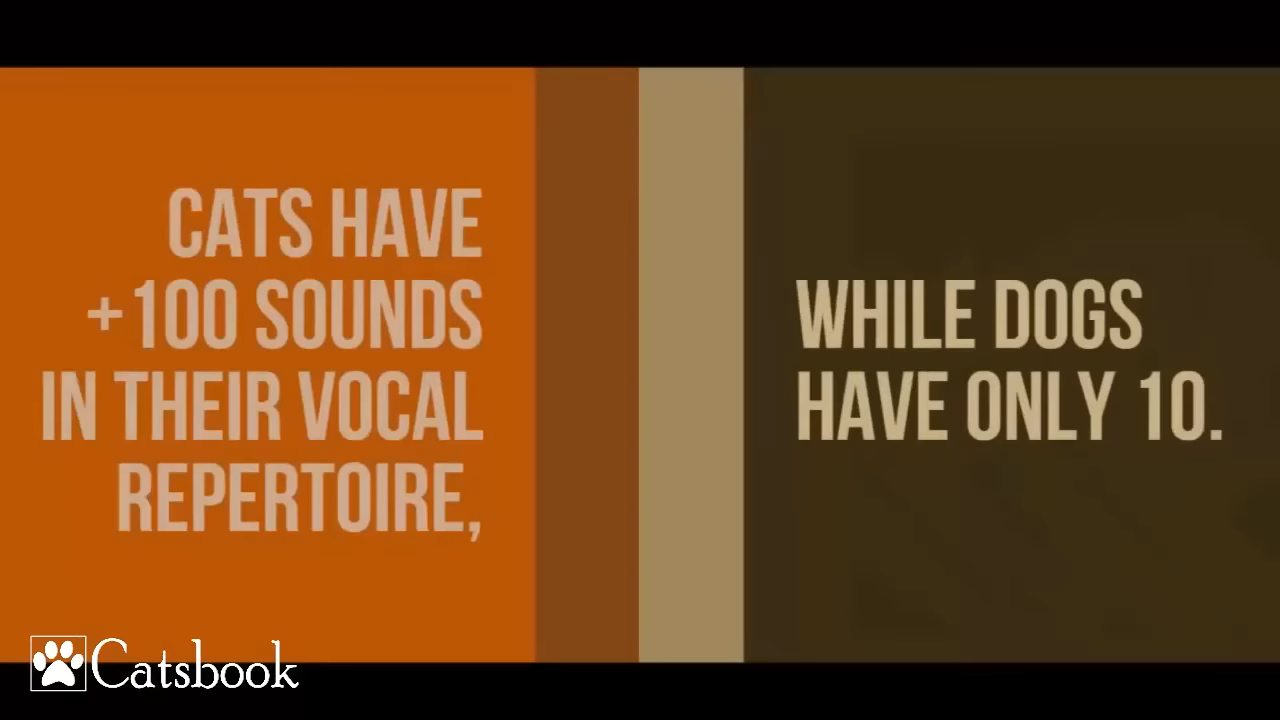 CATS HAVE
+100 SOUNDS
IN THEIR VOCAL
REPERTOIRE,
WHILE DOGS
HAVE ONLY 10.
Catsbook